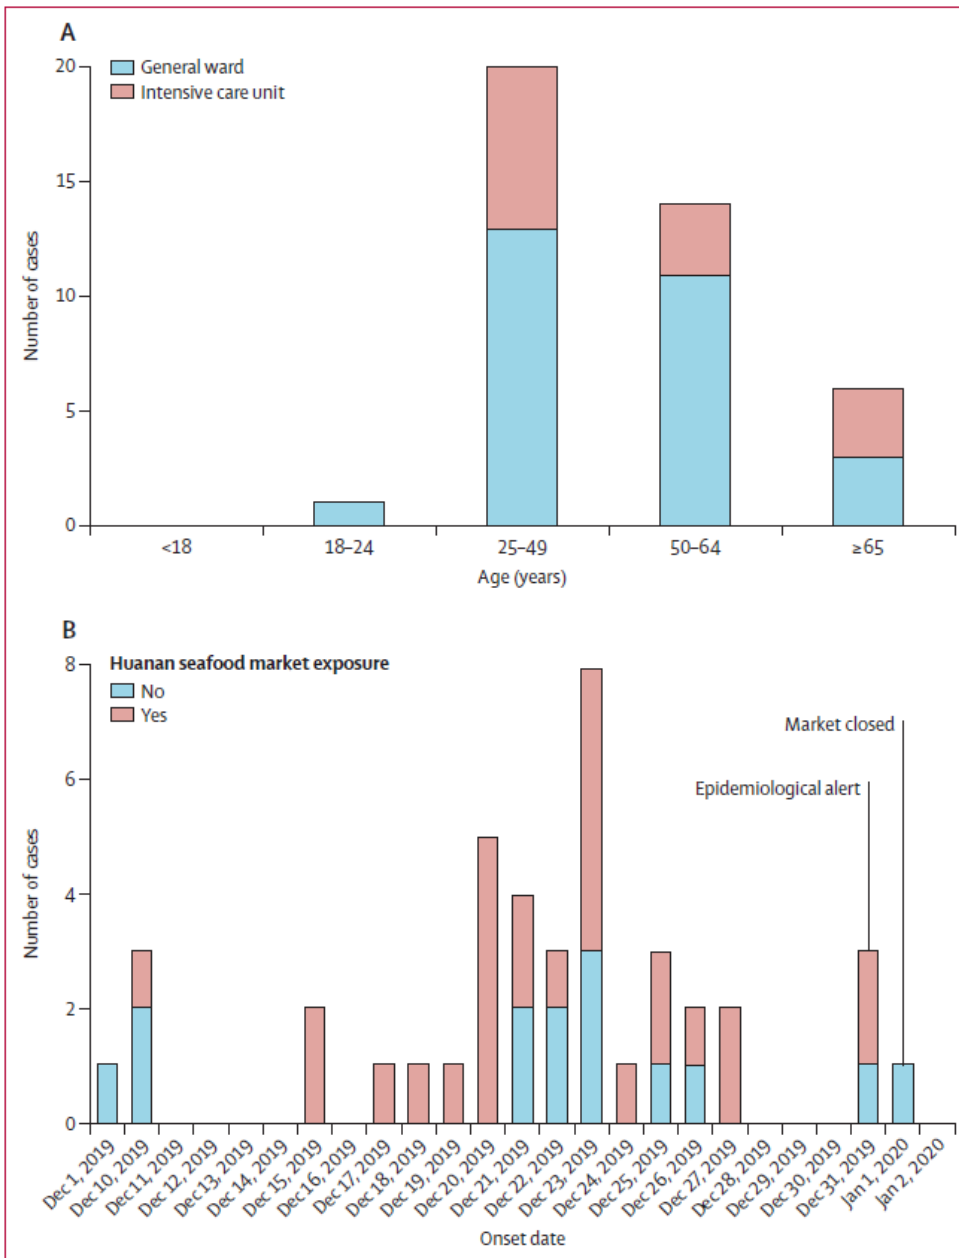 A
General ward
Intensive care unit
20
15
10
5
0
Number of cases
<18
18–24
25–49
50–64
≥65
Age (years)
B
Huanan seafood market exposure
No
Yes
Market closed
Epidemiological alert
8
6
4
2
0
Number of cases
Dec 1, 2019
Dec 10, 2019
Dec 11, 2019
Dec 12, 2019
Dec 13, 2019
Dec 14, 2019
Dec 15, 2019
Dec 16, 2019
Dec 17, 2019
Dec 18, 2019
Dec 19, 2019
Dec 20, 2019
Dec 21, 2019
Dec 22, 2019
Dec 23, 2019
Dec 24, 2019
Dec 25, 2019
Dec 26, 2019
Dec 27, 2019
Dec 28, 2019
Dec 29, 2019
Dec 30, 2019
Dec 31, 2019
Jan 1, 2020
Jan 2, 2020
Onset date